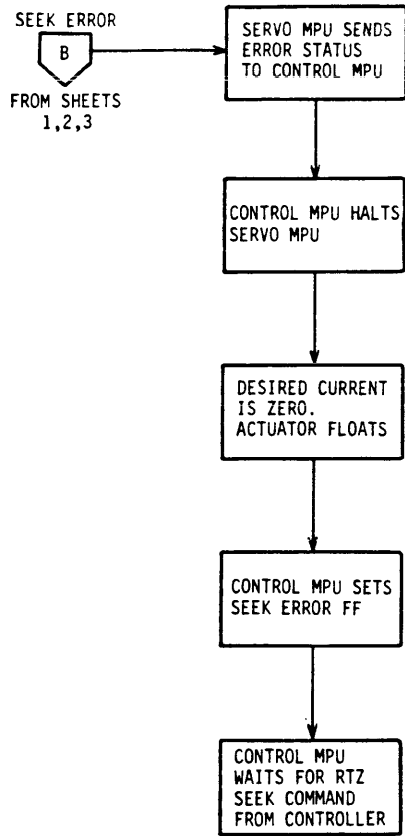 SEEK ERROR
B
FROM SHEETS
1,2,3
SERVO MPU SENDS
ERROR STATUS
TO CONTROL MPU
CONTROL MPU HALTS
SERVO MPU
DESIRED CURRENT
IS ZERO.
ACTUATOR FLOATS
CONTROL MPU SETS
SEEK ERROR FF
CONTROL MPU
WAITS FOR RTZ
SEEK COMMAND
FROM CONTROLLER